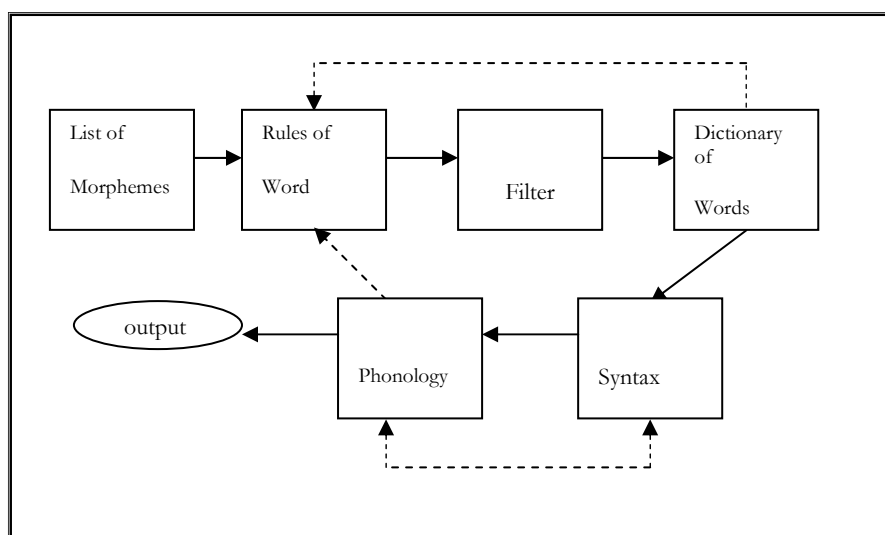 List of
Morphemes
Rules of
Word
Filter
Dictionary
of
Words
output
Phonology
Syntax